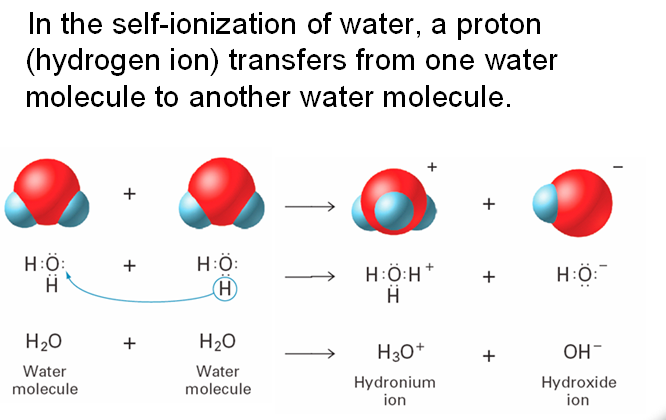 In the self-ionization of water, a proton
(hydrogen ion) transfers from one water
molecule to another water molecule.
+ → + + −
H:Ö: + H:Ö: → H:Ö:H⁺ + H:Ö:⁻
H H H
H₂O + H₂O → H₃O⁺ + OH⁻
Water Water Hydronium Hydroxide
molecule molecule ion ion